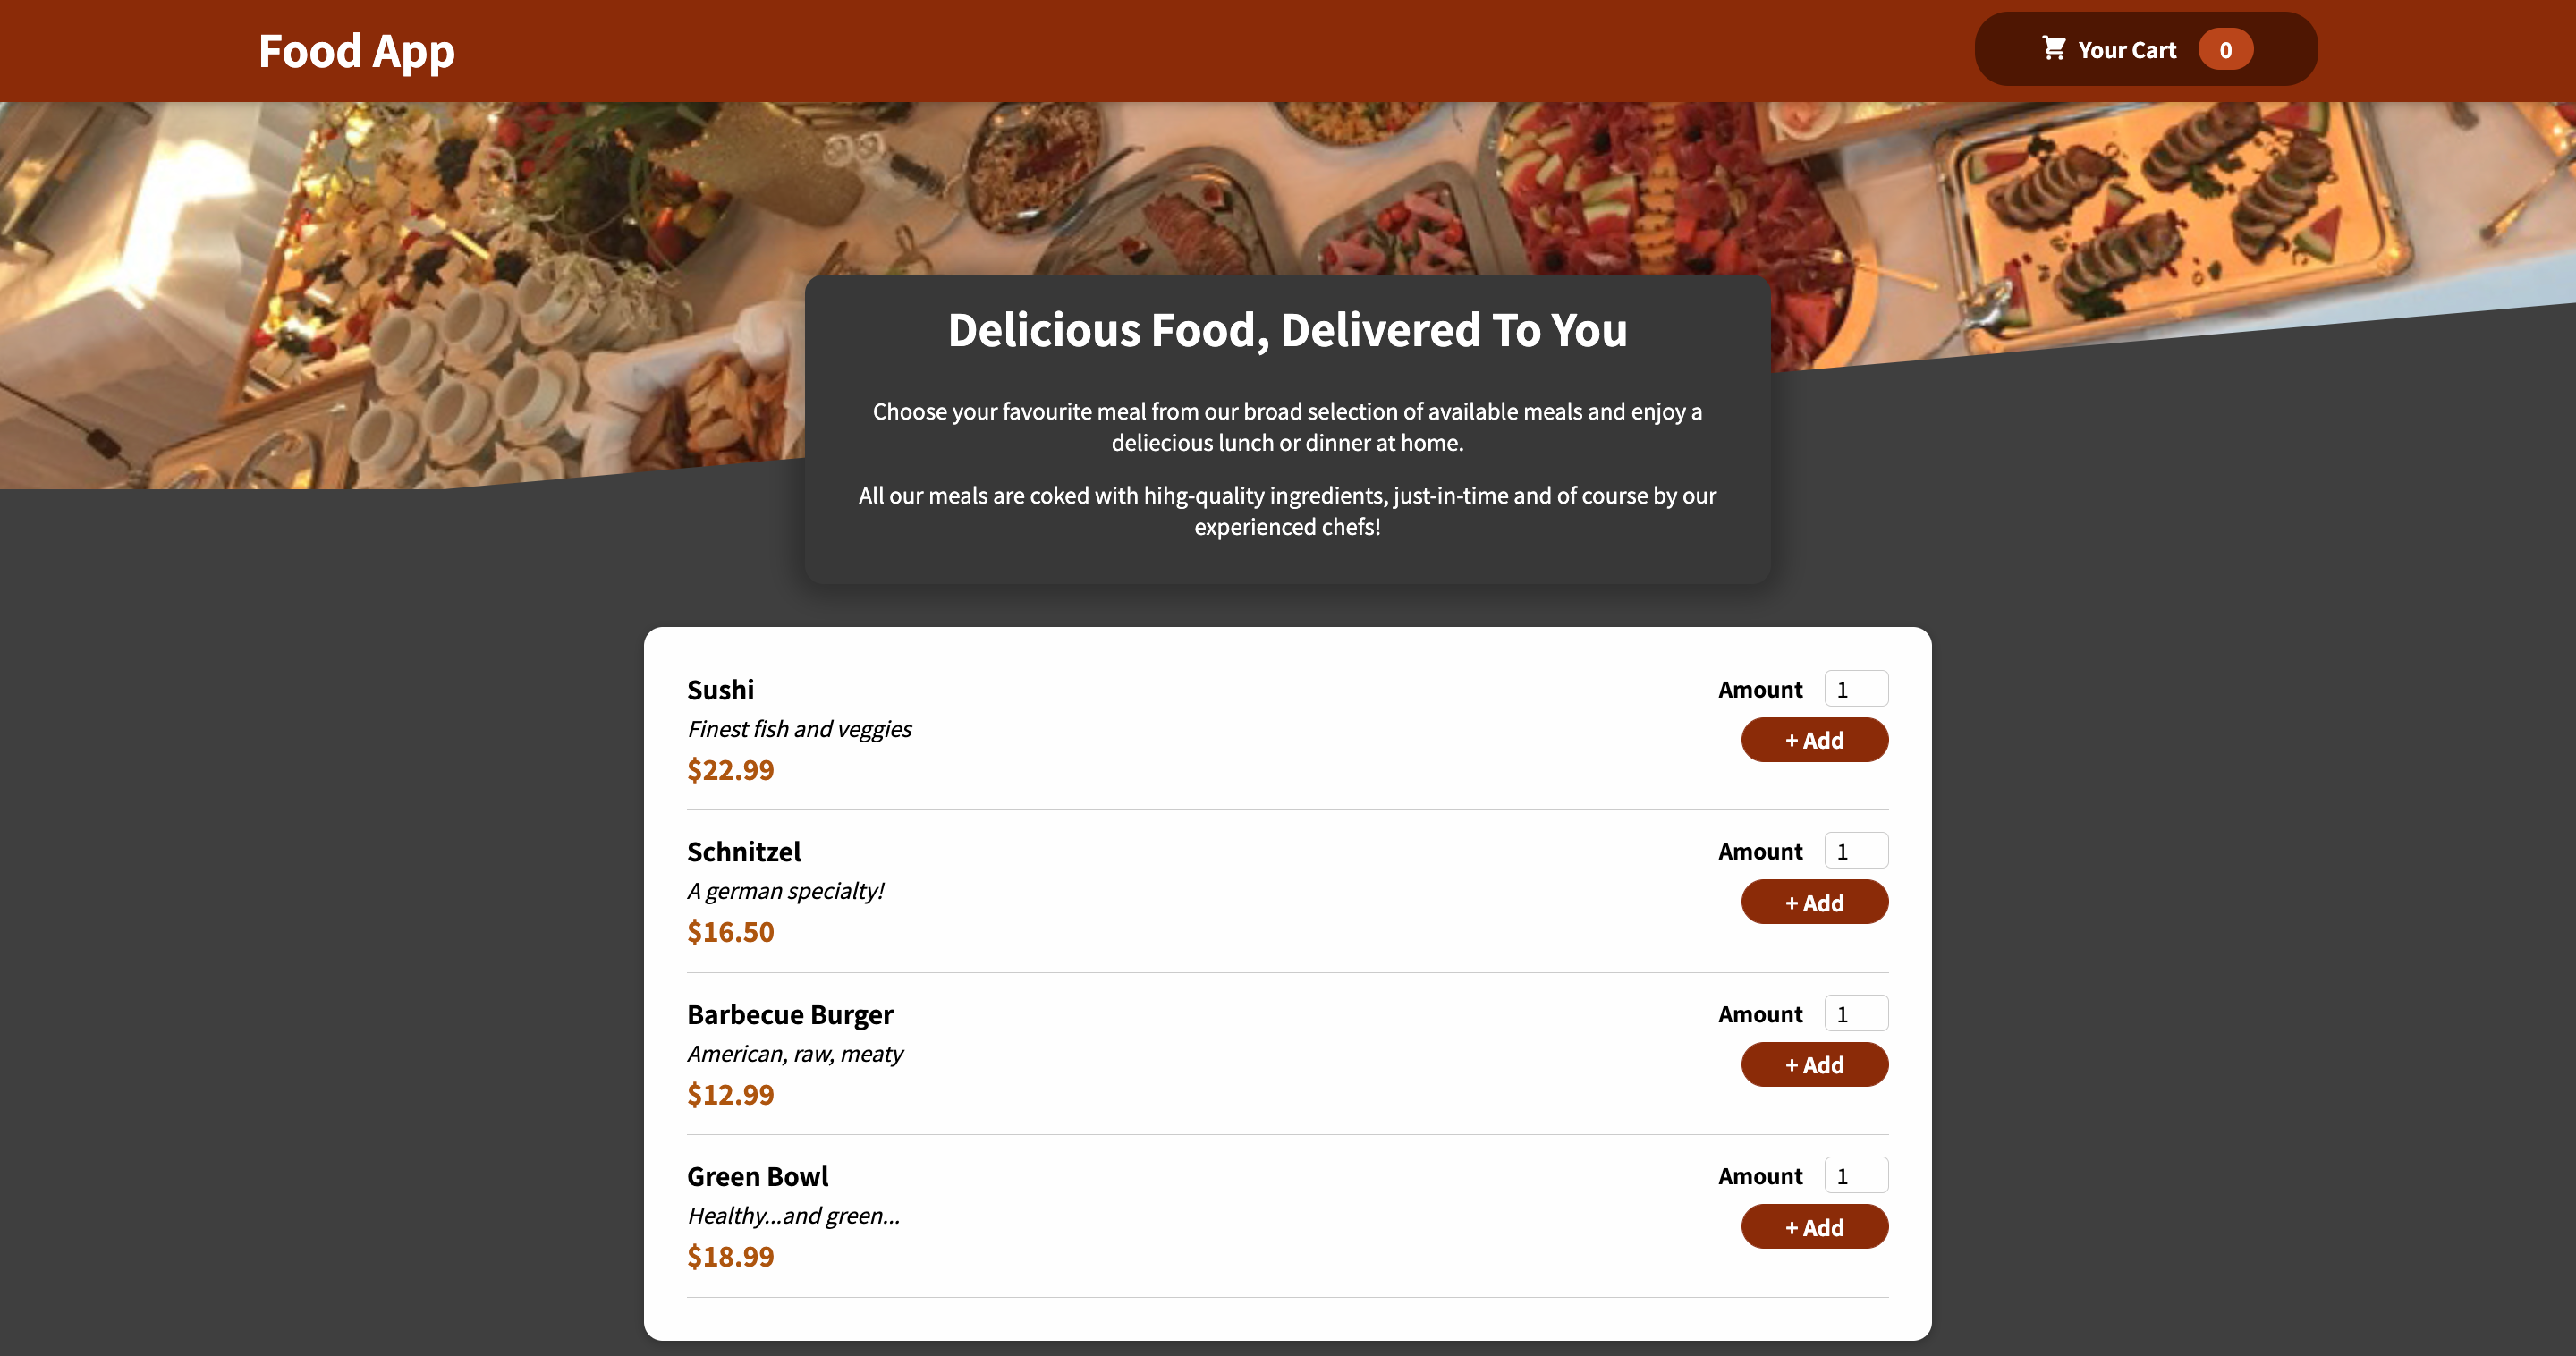 Food App
Your Cart 0
Delicious Food, Delivered To You
Choose your favourite meal from our broad selection of available meals and enjoy a
deliecious lunch or dinner at home.
All our meals are coked with hihg-quality ingredients, just-in-time and of course by our
experienced chefs!
Sushi
Finest fish and veggies
$22.99
Amount 1
+ Add
Schnitzel
A german specialty!
$16.50
Amount 1
+ Add
Barbecue Burger
American, raw, meaty
$12.99
Amount 1
+ Add
Green Bowl
Healthy...and green...
$18.99
Amount 1
+ Add